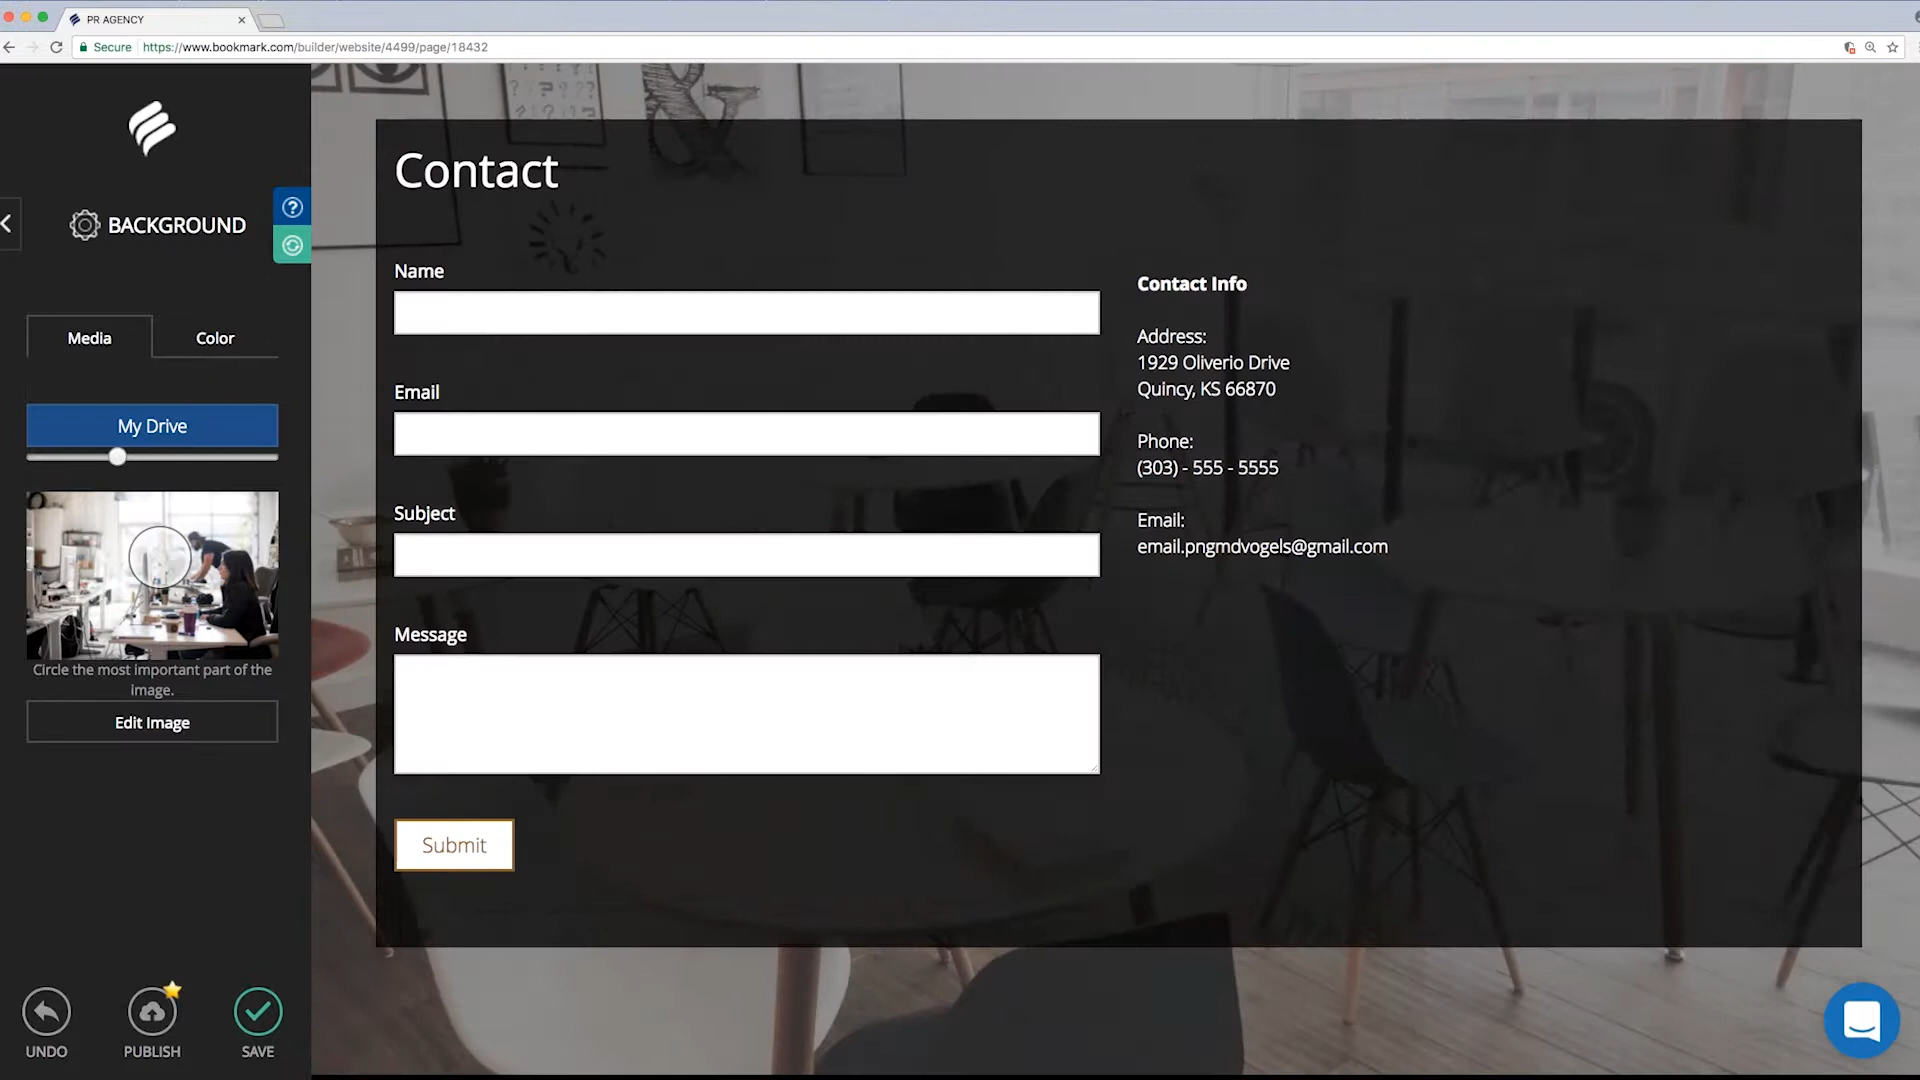 PR AGENCY
Secure https://www.bookmark.com/builder/website/4499/page/18432
BACKGROUND
Media Color
My Drive
Circle the most important part of the
image.
Edit Image
UNDO PUBLISH SAVE
Contact
Name
Email
Subject
Message
Submit
Contact Info
Address:
1929 Oliverio Drive
Quincy, KS 66870
Phone:
(303) - 555 - 5555
Email:
email.pngmdvogels@gmail.com